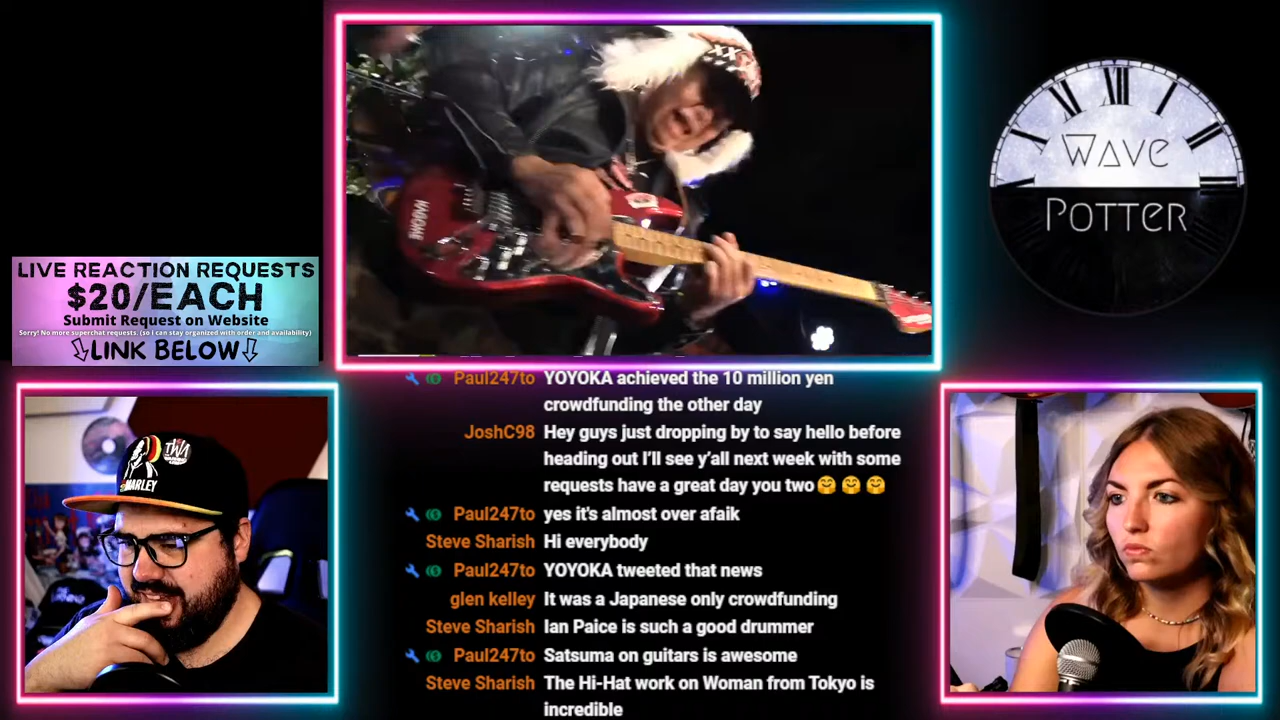 LIVE REACTION REQUESTS
$20/EACH
Submit Request on Website
Sorry! No more superchat requests. (so I can stay organized with order and availability)
LINK BELOW
KAGOME
WAVE
POTTER
MARLEY
Paul247to YOYOKA achieved the 10 million yen
crowdfunding the other day
JoshC98 Hey guys just dropping by to say hello before
heading out I'll see y'all next week with some
requests have a great day you two🤗 🤗 🤗
Paul247to yes it's almost over afaik
Steve Sharish Hi everybody
Paul247to YOYOKA tweeted that news
glen kelley It was a Japanese only crowdfunding
Steve Sharish Ian Paice is such a good drummer
Paul247to Satsuma on guitars is awesome
Steve Sharish The Hi-Hat work on Woman from Tokyo is
incredible